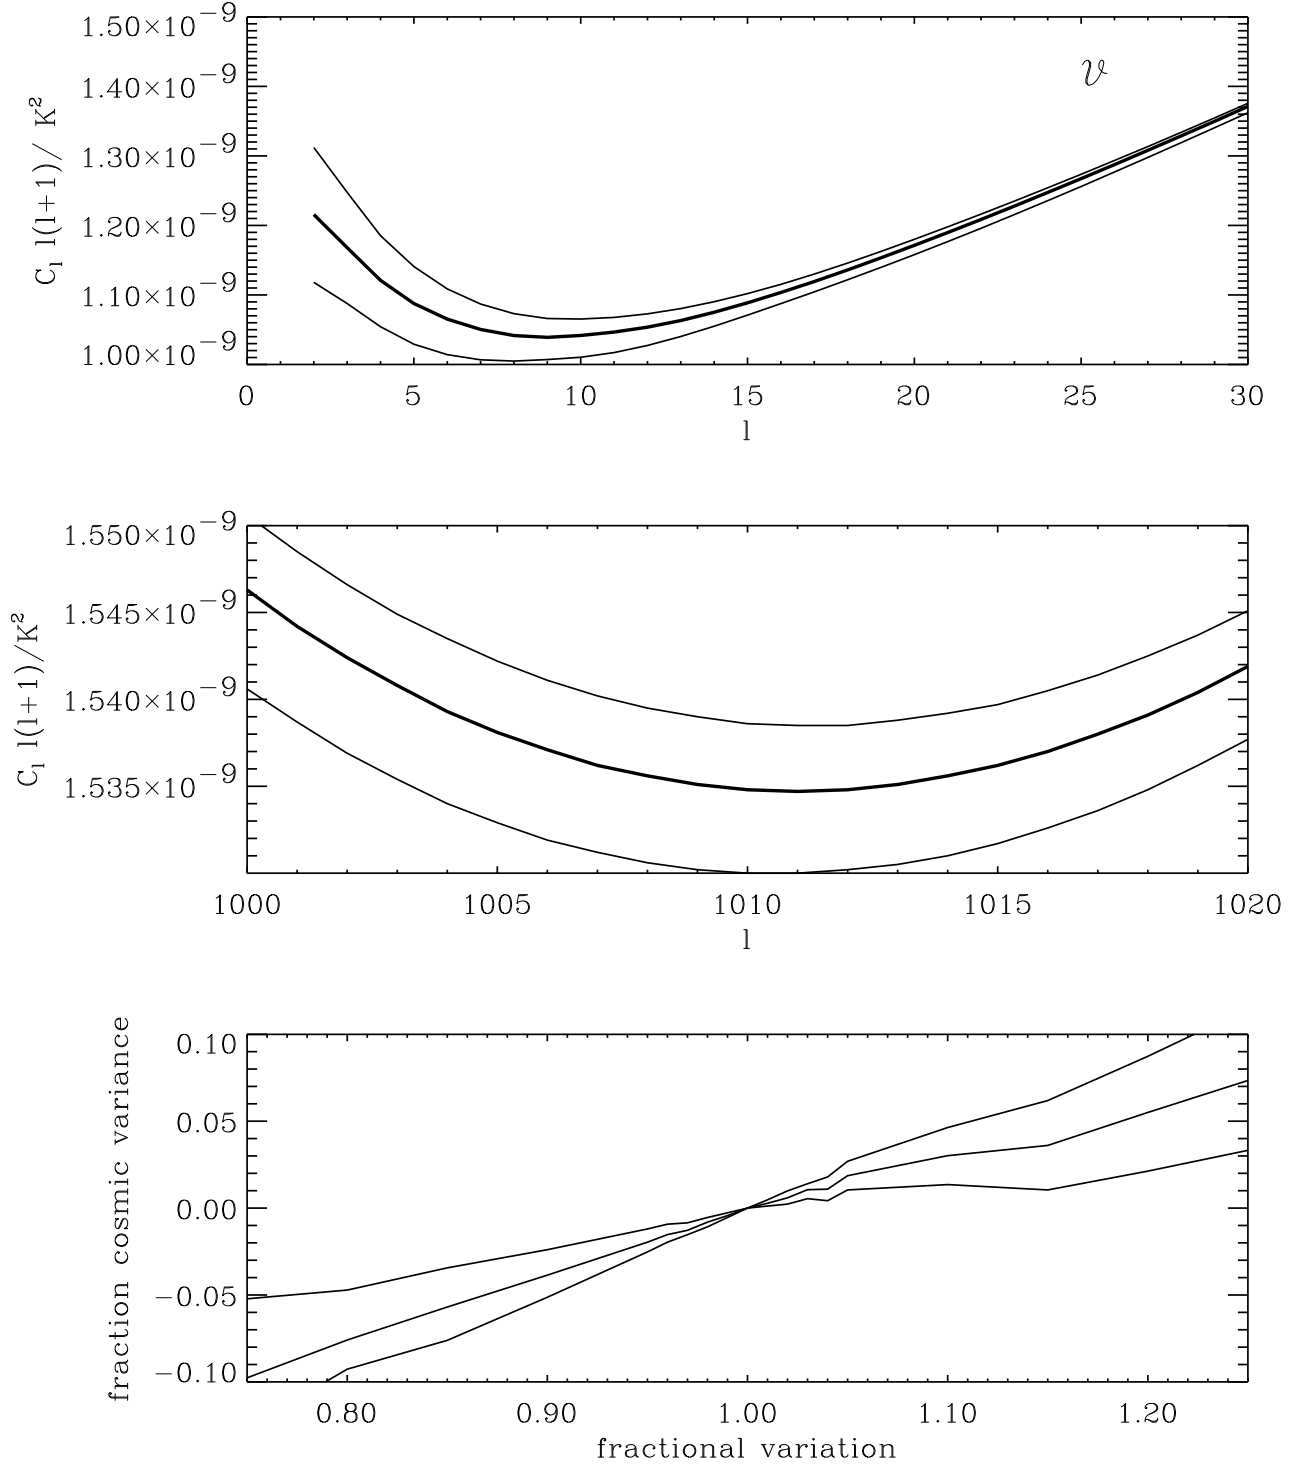 1.50×10⁻⁹
1.40×10⁻⁹
1.30×10⁻⁹
1.20×10⁻⁹
1.10×10⁻⁹
1.00×10⁻⁹
C_l l(l+1)/ K²
𝒱
0 5 10 15 20 25 30
l
1.550×10⁻⁹
1.545×10⁻⁹
1.540×10⁻⁹
1.535×10⁻⁹
C_l l(l+1)/K²
1000 1005 1010 1015 1020
l
0.10
0.05
0.00
−0.05
−0.10
fraction cosmic variance
0.80 0.90 1.00 1.10 1.20
fractional variation